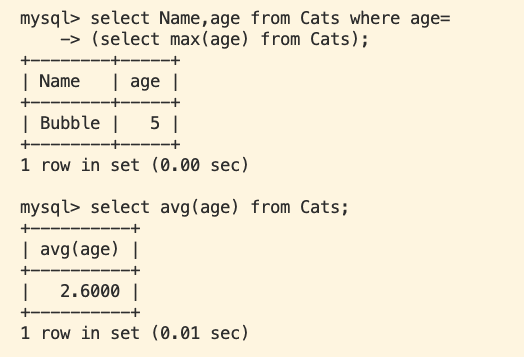 mysql> select Name,age from Cats where age=
    -> (select max(age) from Cats);
+--------+-----+
| Name   | age |
+--------+-----+
| Bubble |   5 |
+--------+-----+
1 row in set (0.00 sec)

mysql> select avg(age) from Cats;
+----------+
| avg(age) |
+----------+
|   2.6000 |
+----------+
1 row in set (0.01 sec)